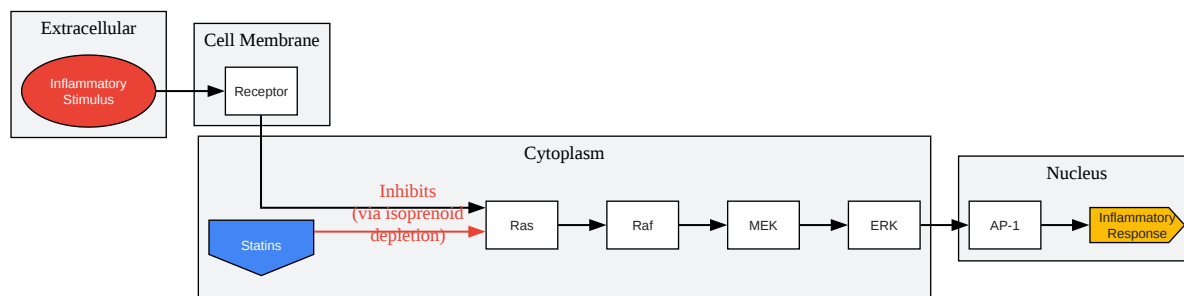 Extracellular
Inflammatory
Stimulus
Cell Membrane
Receptor
Cytoplasm
Inhibits
(via isoprenoid
depletion)
Statins
Ras
Raf
MEK
ERK
Nucleus
AP-1
Inflammatory
Response